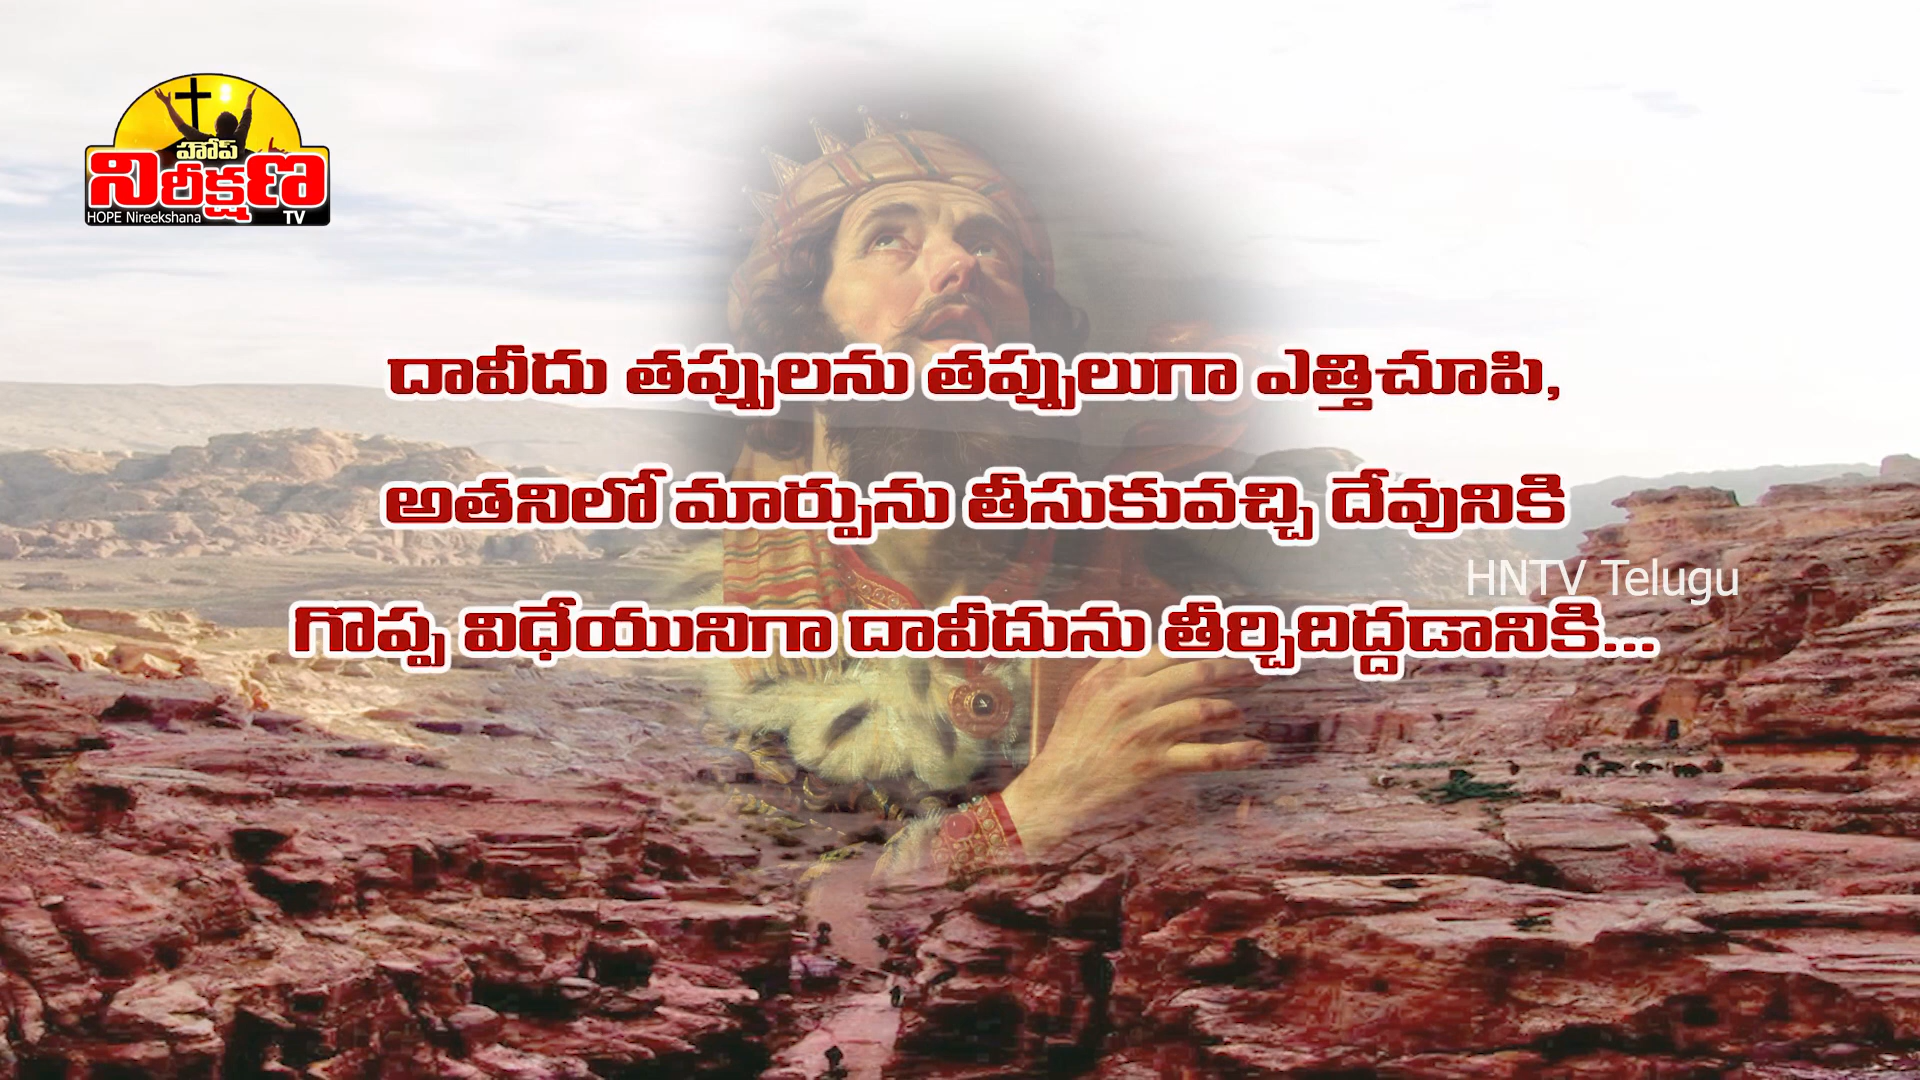 హోప్
నిరీక్షణ
HOPE Nireekshana TV
దావీదు తప్పులను తప్పులుగా ఎత్తిచూపి,
అతనిలో మార్పును తీసుకువచ్చి దేవునికి
HNTV Telugu
గొప్ప విధేయునిగా దావీదును తీర్చిదిద్దడానికి...